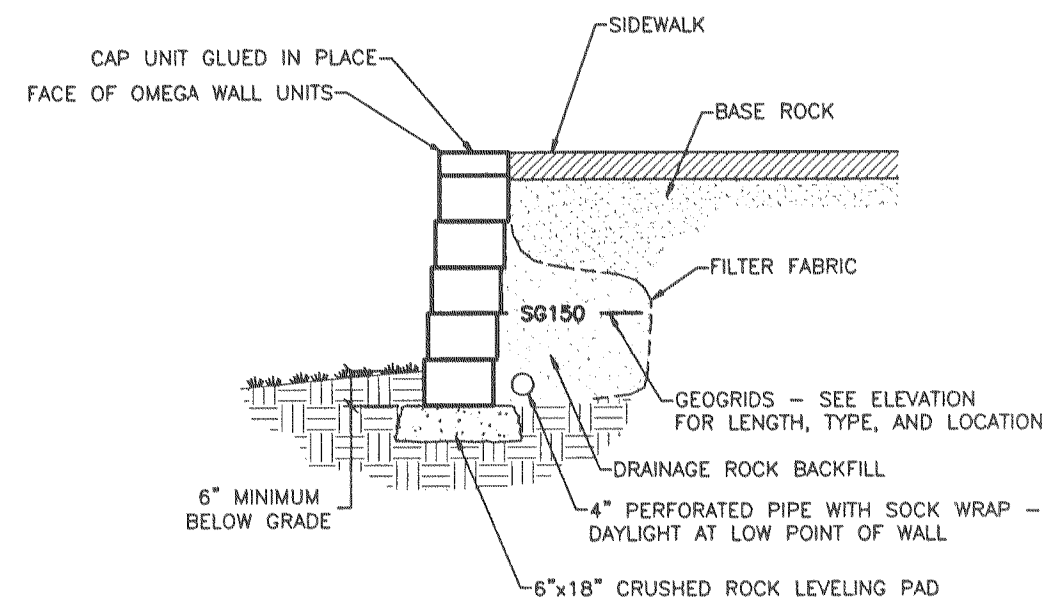 SIDEWALK
CAP UNIT GLUED IN PLACE
FACE OF OMEGA WALL UNITS
BASE ROCK
FILTER FABRIC
SG150
GEOGRIDS – SEE ELEVATION
FOR LENGTH, TYPE, AND LOCATION
DRAINAGE ROCK BACKFILL
6" MINIMUM
BELOW GRADE
4" PERFORATED PIPE WITH SOCK WRAP –
DAYLIGHT AT LOW POINT OF WALL
6"x18" CRUSHED ROCK LEVELING PAD